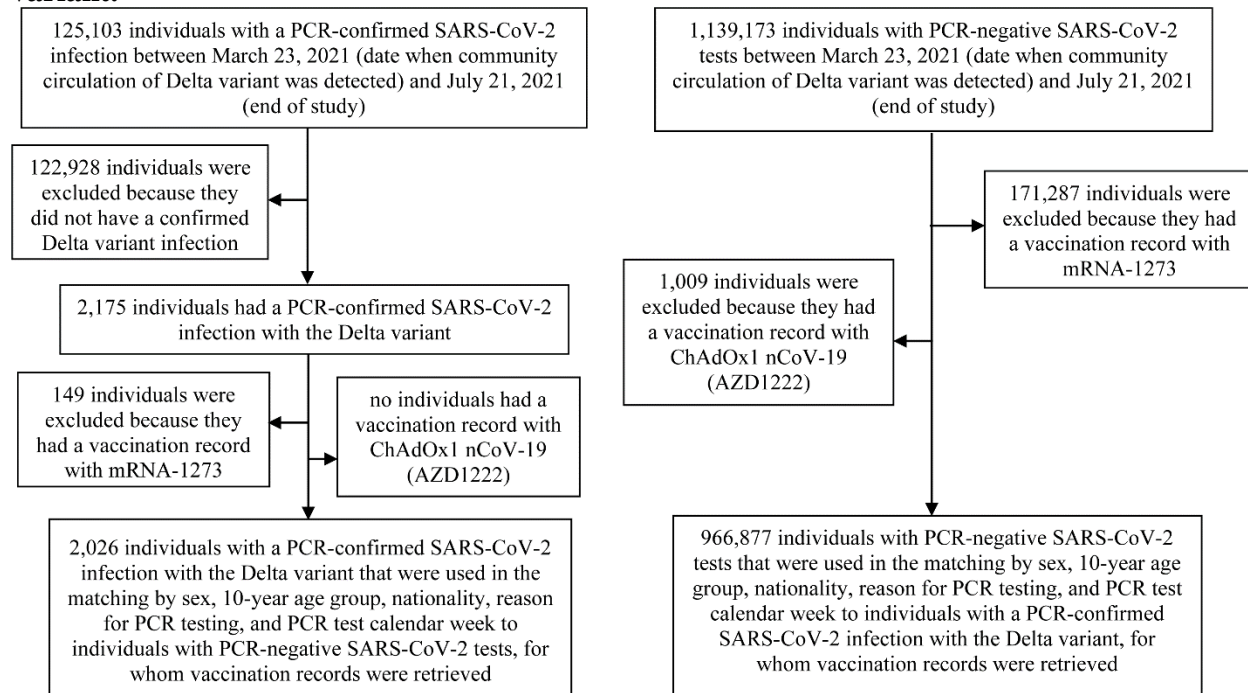 125,103 individuals with a PCR-confirmed SARS-CoV-2
infection between March 23, 2021 (date when community
circulation of Delta variant was detected) and July 21, 2021
(end of study)
122,928 individuals were
excluded because they
did not have a confirmed
Delta variant infection
2,175 individuals had a PCR-confirmed SARS-CoV-2
infection with the Delta variant
149 individuals were
excluded because they
had a vaccination record
with mRNA-1273
no individuals had a
vaccination record with
ChAdOx1 nCoV-19
(AZD1222)
2,026 individuals with a PCR-confirmed SARS-CoV-2
infection with the Delta variant that were used in the
matching by sex, 10-year age group, nationality, reason
for PCR testing, and PCR test calendar week to
individuals with PCR-negative SARS-CoV-2 tests, for
whom vaccination records were retrieved
1,139,173 individuals with PCR-negative SARS-CoV-2
tests between March 23, 2021 (date when community
circulation of Delta variant was detected) and July 21, 2021
(end of study)
171,287 individuals were
excluded because they had
a vaccination record with
mRNA-1273
1,009 individuals were
excluded because they had
a vaccination record with
ChAdOx1 nCoV-19
(AZD1222)
966,877 individuals with PCR-negative SARS-CoV-2
tests that were used in the matching by sex, 10-year age
group, nationality, reason for PCR testing, and PCR test
calendar week to individuals with a PCR-confirmed
SARS-CoV-2 infection with the Delta variant, for
whom vaccination records were retrieved